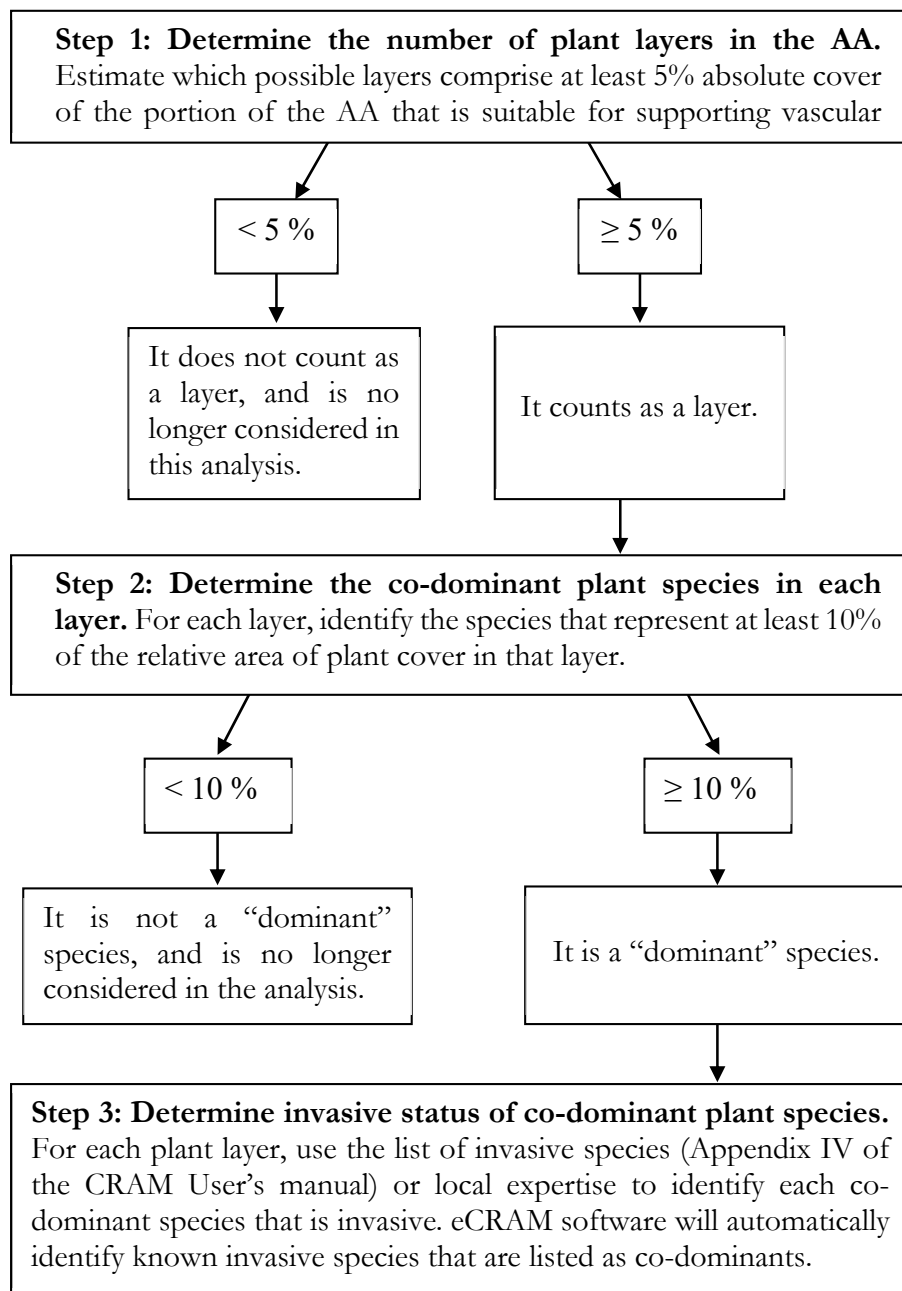 Step 1: Determine the number of plant layers in the AA.
Estimate which possible layers comprise at least 5% absolute cover
of the portion of the AA that is suitable for supporting vascular
< 5 %
≥ 5 %
It does not count as
a layer, and is no
longer considered in
this analysis.
It counts as a layer.
Step 2: Determine the co-dominant plant species in each
layer. For each layer, identify the species that represent at least 10%
of the relative area of plant cover in that layer.
< 10 %
≥ 10 %
It is not a “dominant”
species, and is no longer
considered in the analysis.
It is a “dominant” species.
Step 3: Determine invasive status of co-dominant plant species.
For each plant layer, use the list of invasive species (Appendix IV of
the CRAM User’s manual) or local expertise to identify each co-
dominant species that is invasive. eCRAM software will automatically
identify known invasive species that are listed as co-dominants.